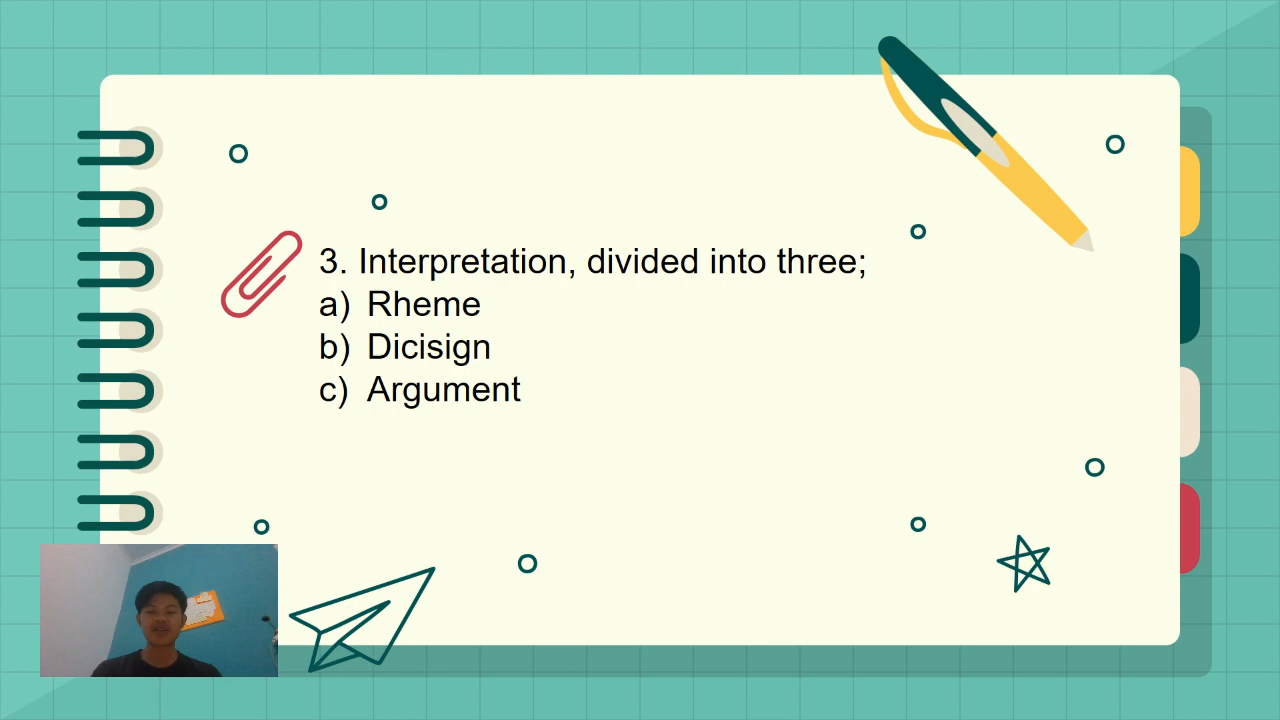 3. Interpretation, divided into three;
a) Rheme
b) Dicisign
c) Argument